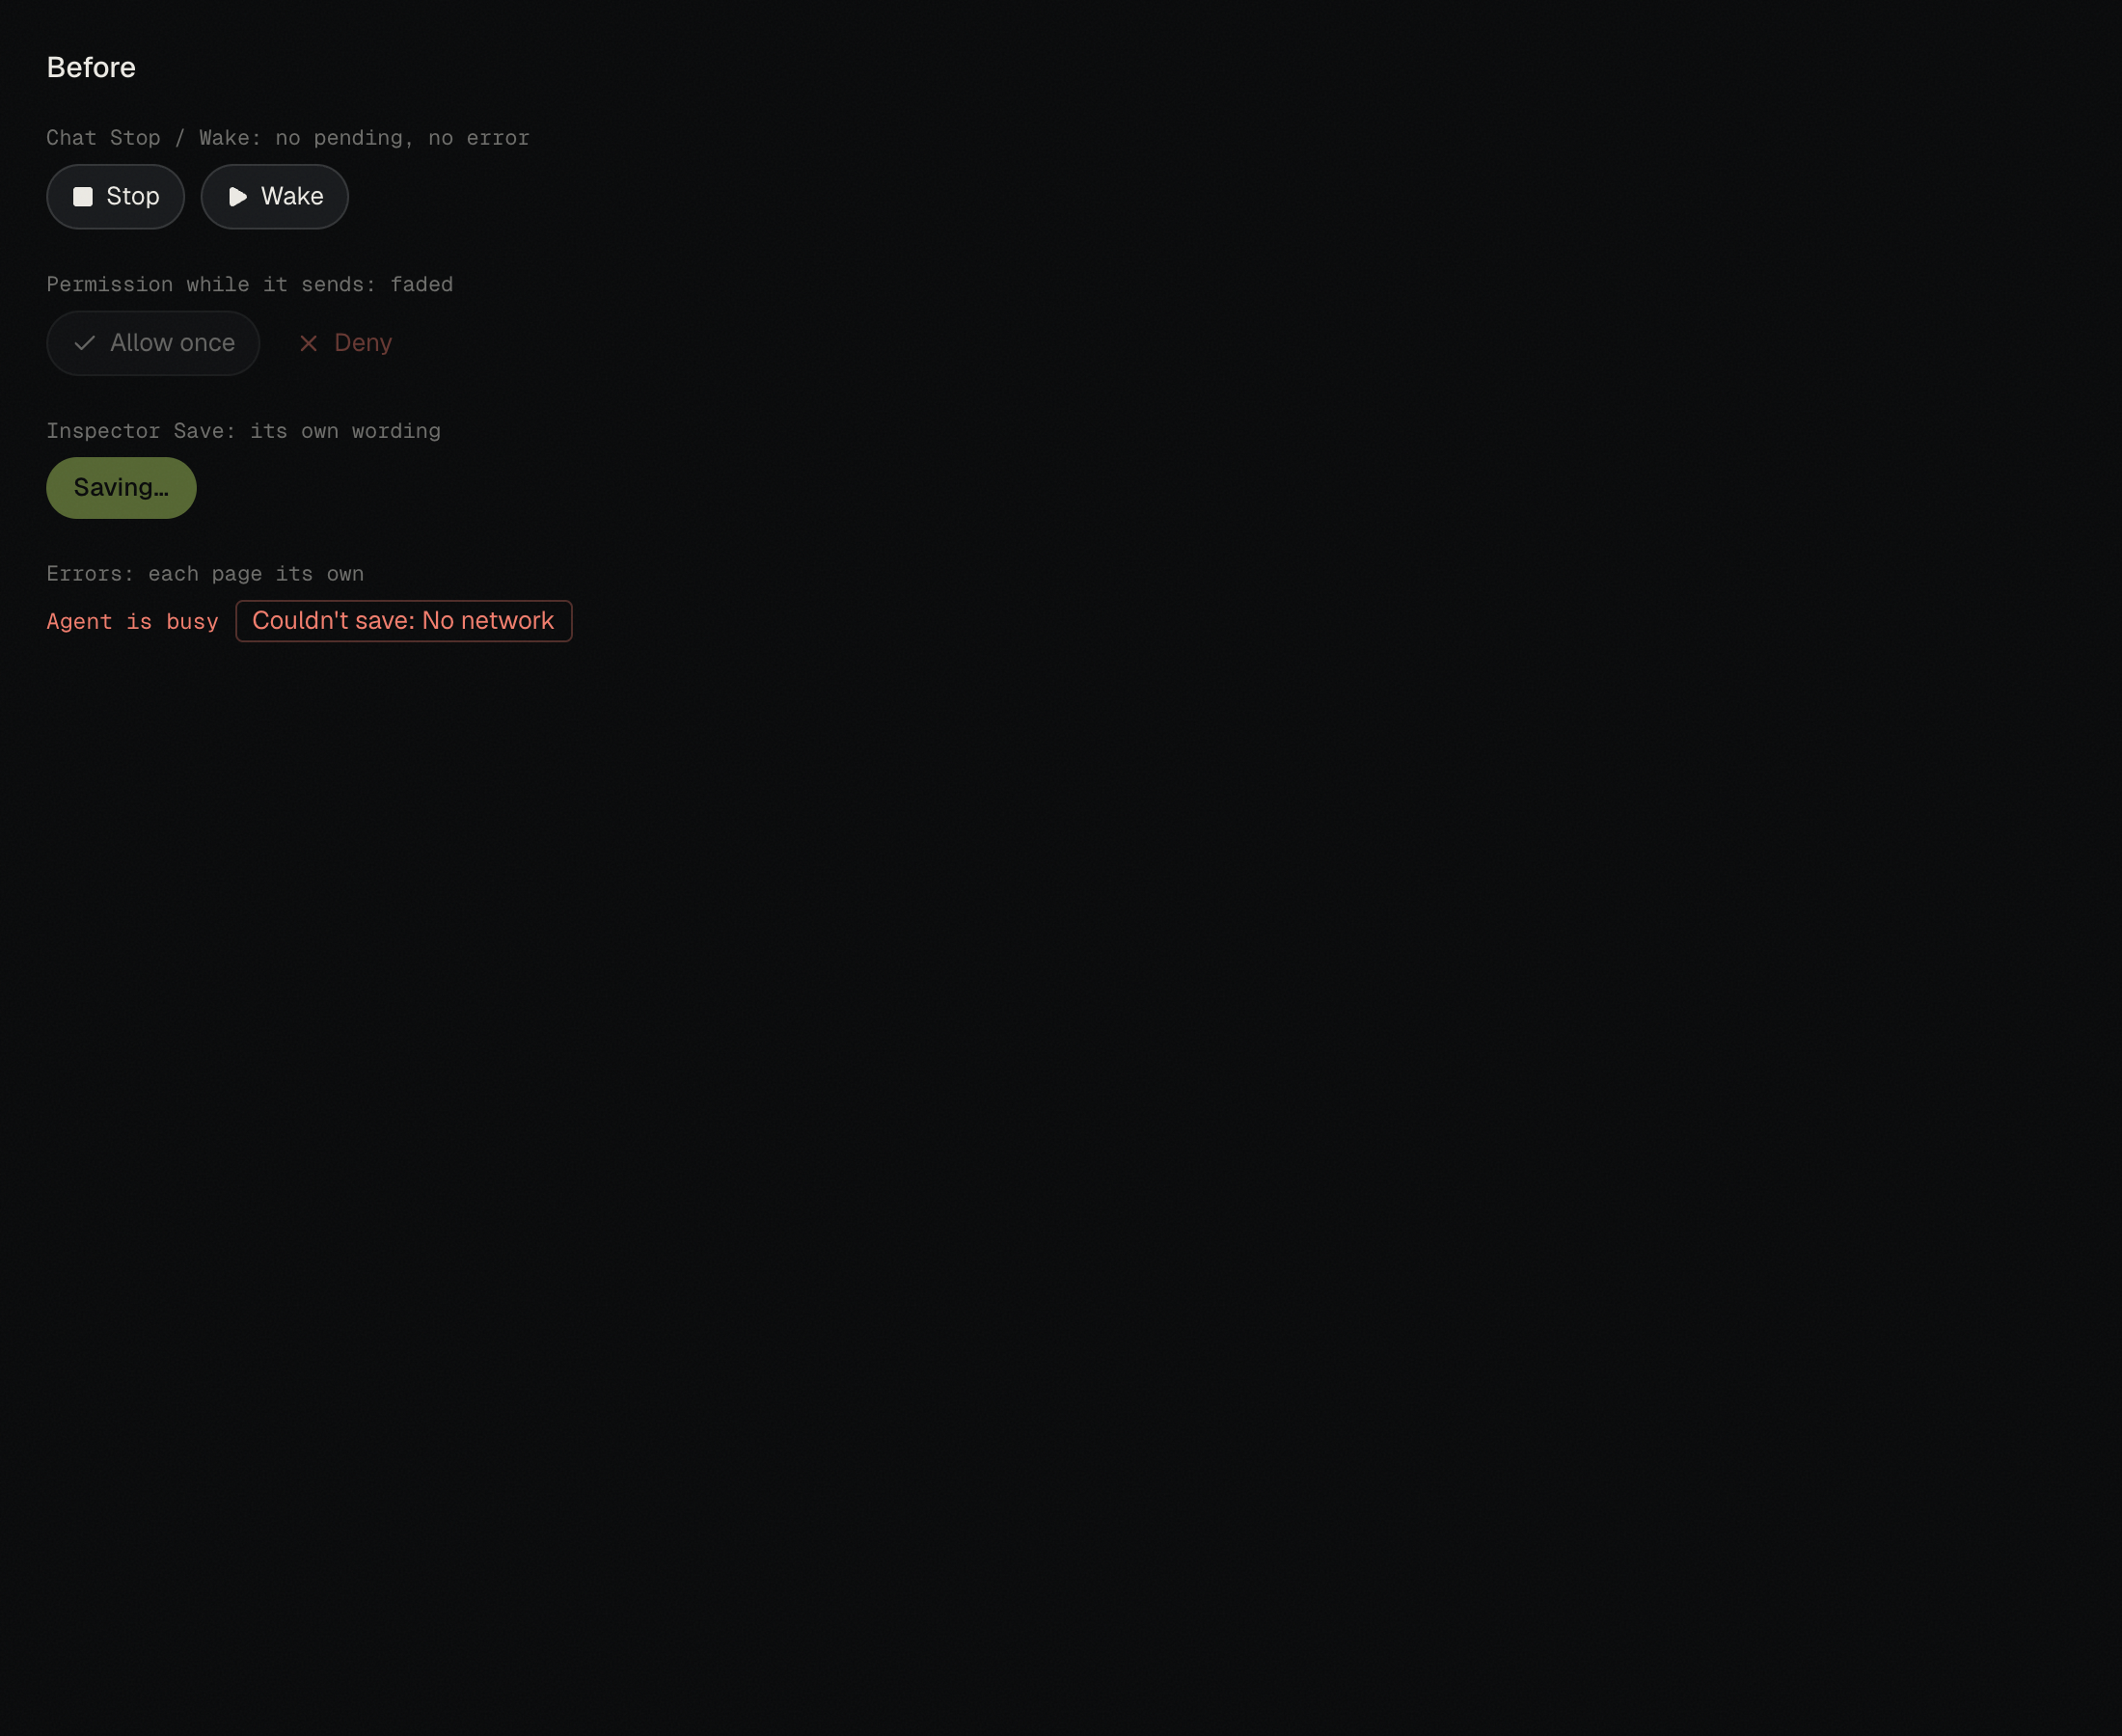 Before
Chat Stop / Wake: no pending, no error
Stop Wake
Permission while it sends: faded
Allow once Deny
Inspector Save: its own wording
Saving…
Errors: each page its own
Agent is busy Couldn't save: No network